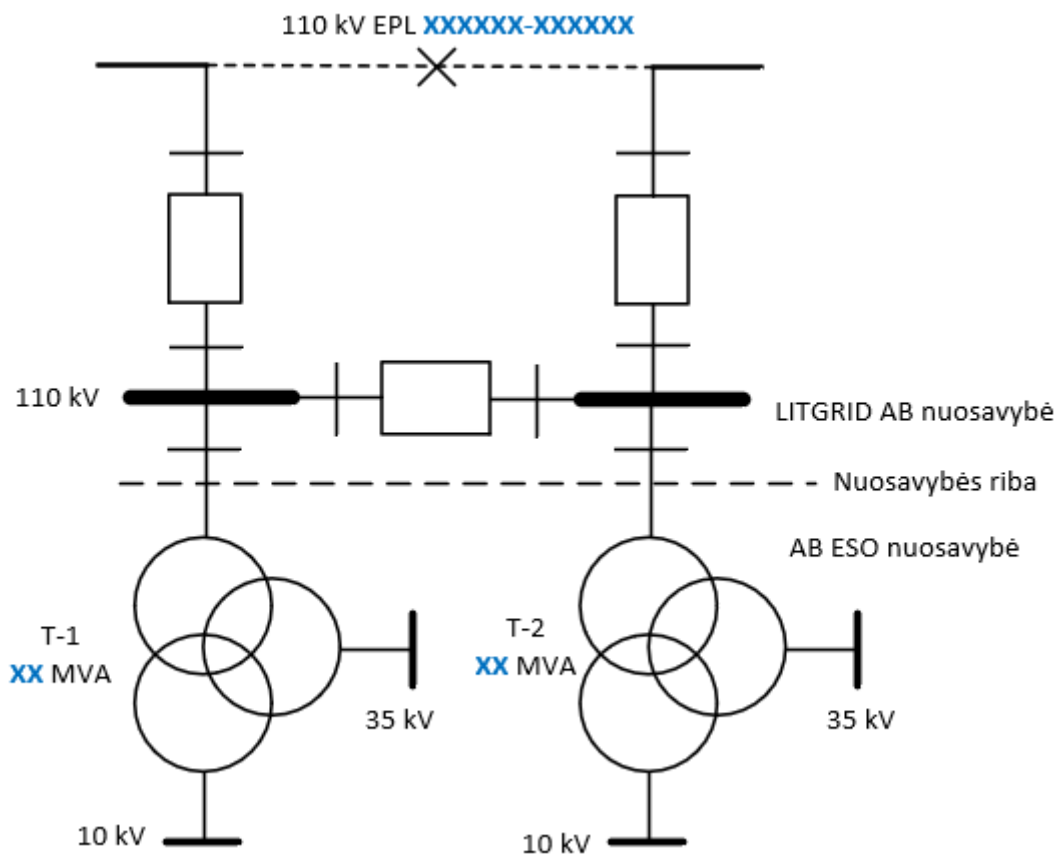 110 kV EPL XXXXXX-XXXXXX
110 kV
LITGRID AB nuosavybė
Nuosavybės riba
AB ESO nuosavybė
T-1
XX MVA
T-2
XX MVA
35 kV
35 kV
10 kV
10 kV